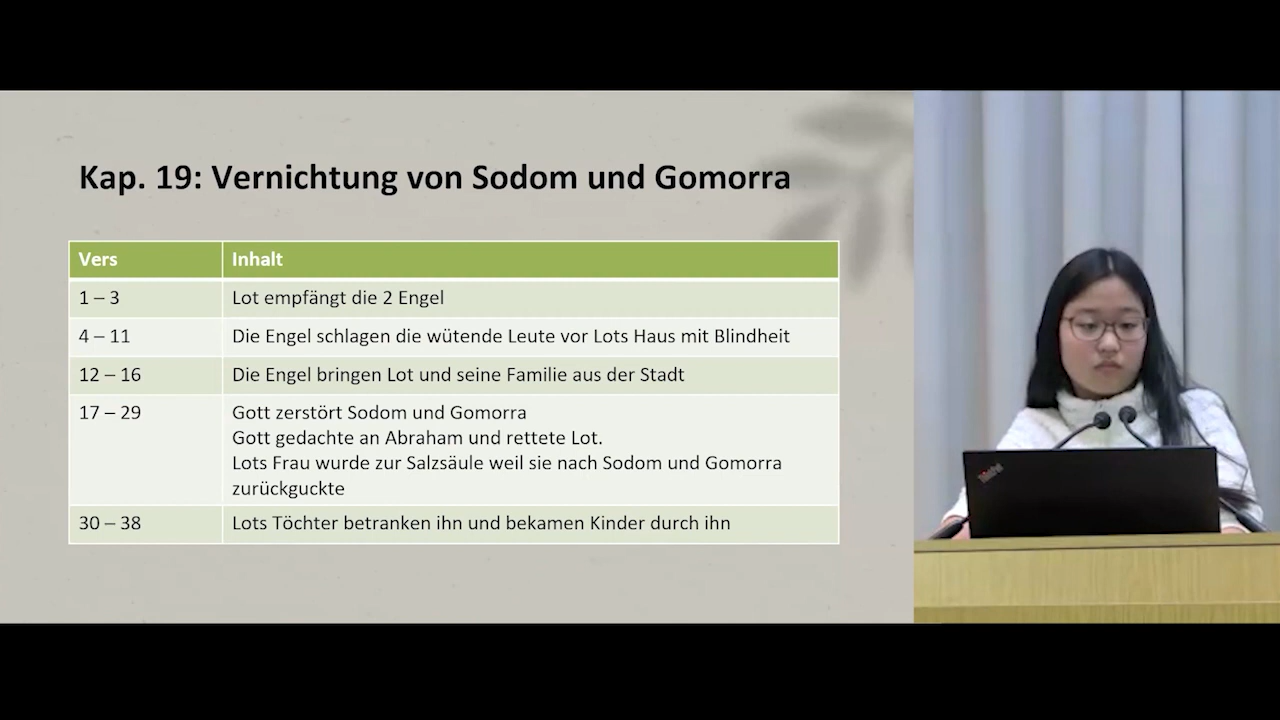 Kap. 19: Vernichtung von Sodom und Gomorra
Vers Inhalt
1 – 3 Lot empfängt die 2 Engel
4 – 11 Die Engel schlagen die wütende Leute vor Lots Haus mit Blindheit
12 – 16 Die Engel bringen Lot und seine Familie aus der Stadt
17 – 29 Gott zerstört Sodom und Gomorra
Gott gedachte an Abraham und rettete Lot.
Lots Frau wurde zur Salzsäule weil sie nach Sodom und Gomorra
zurückguckte
30 – 38 Lots Töchter betranken ihn und bekamen Kinder durch ihn
ThinkPad